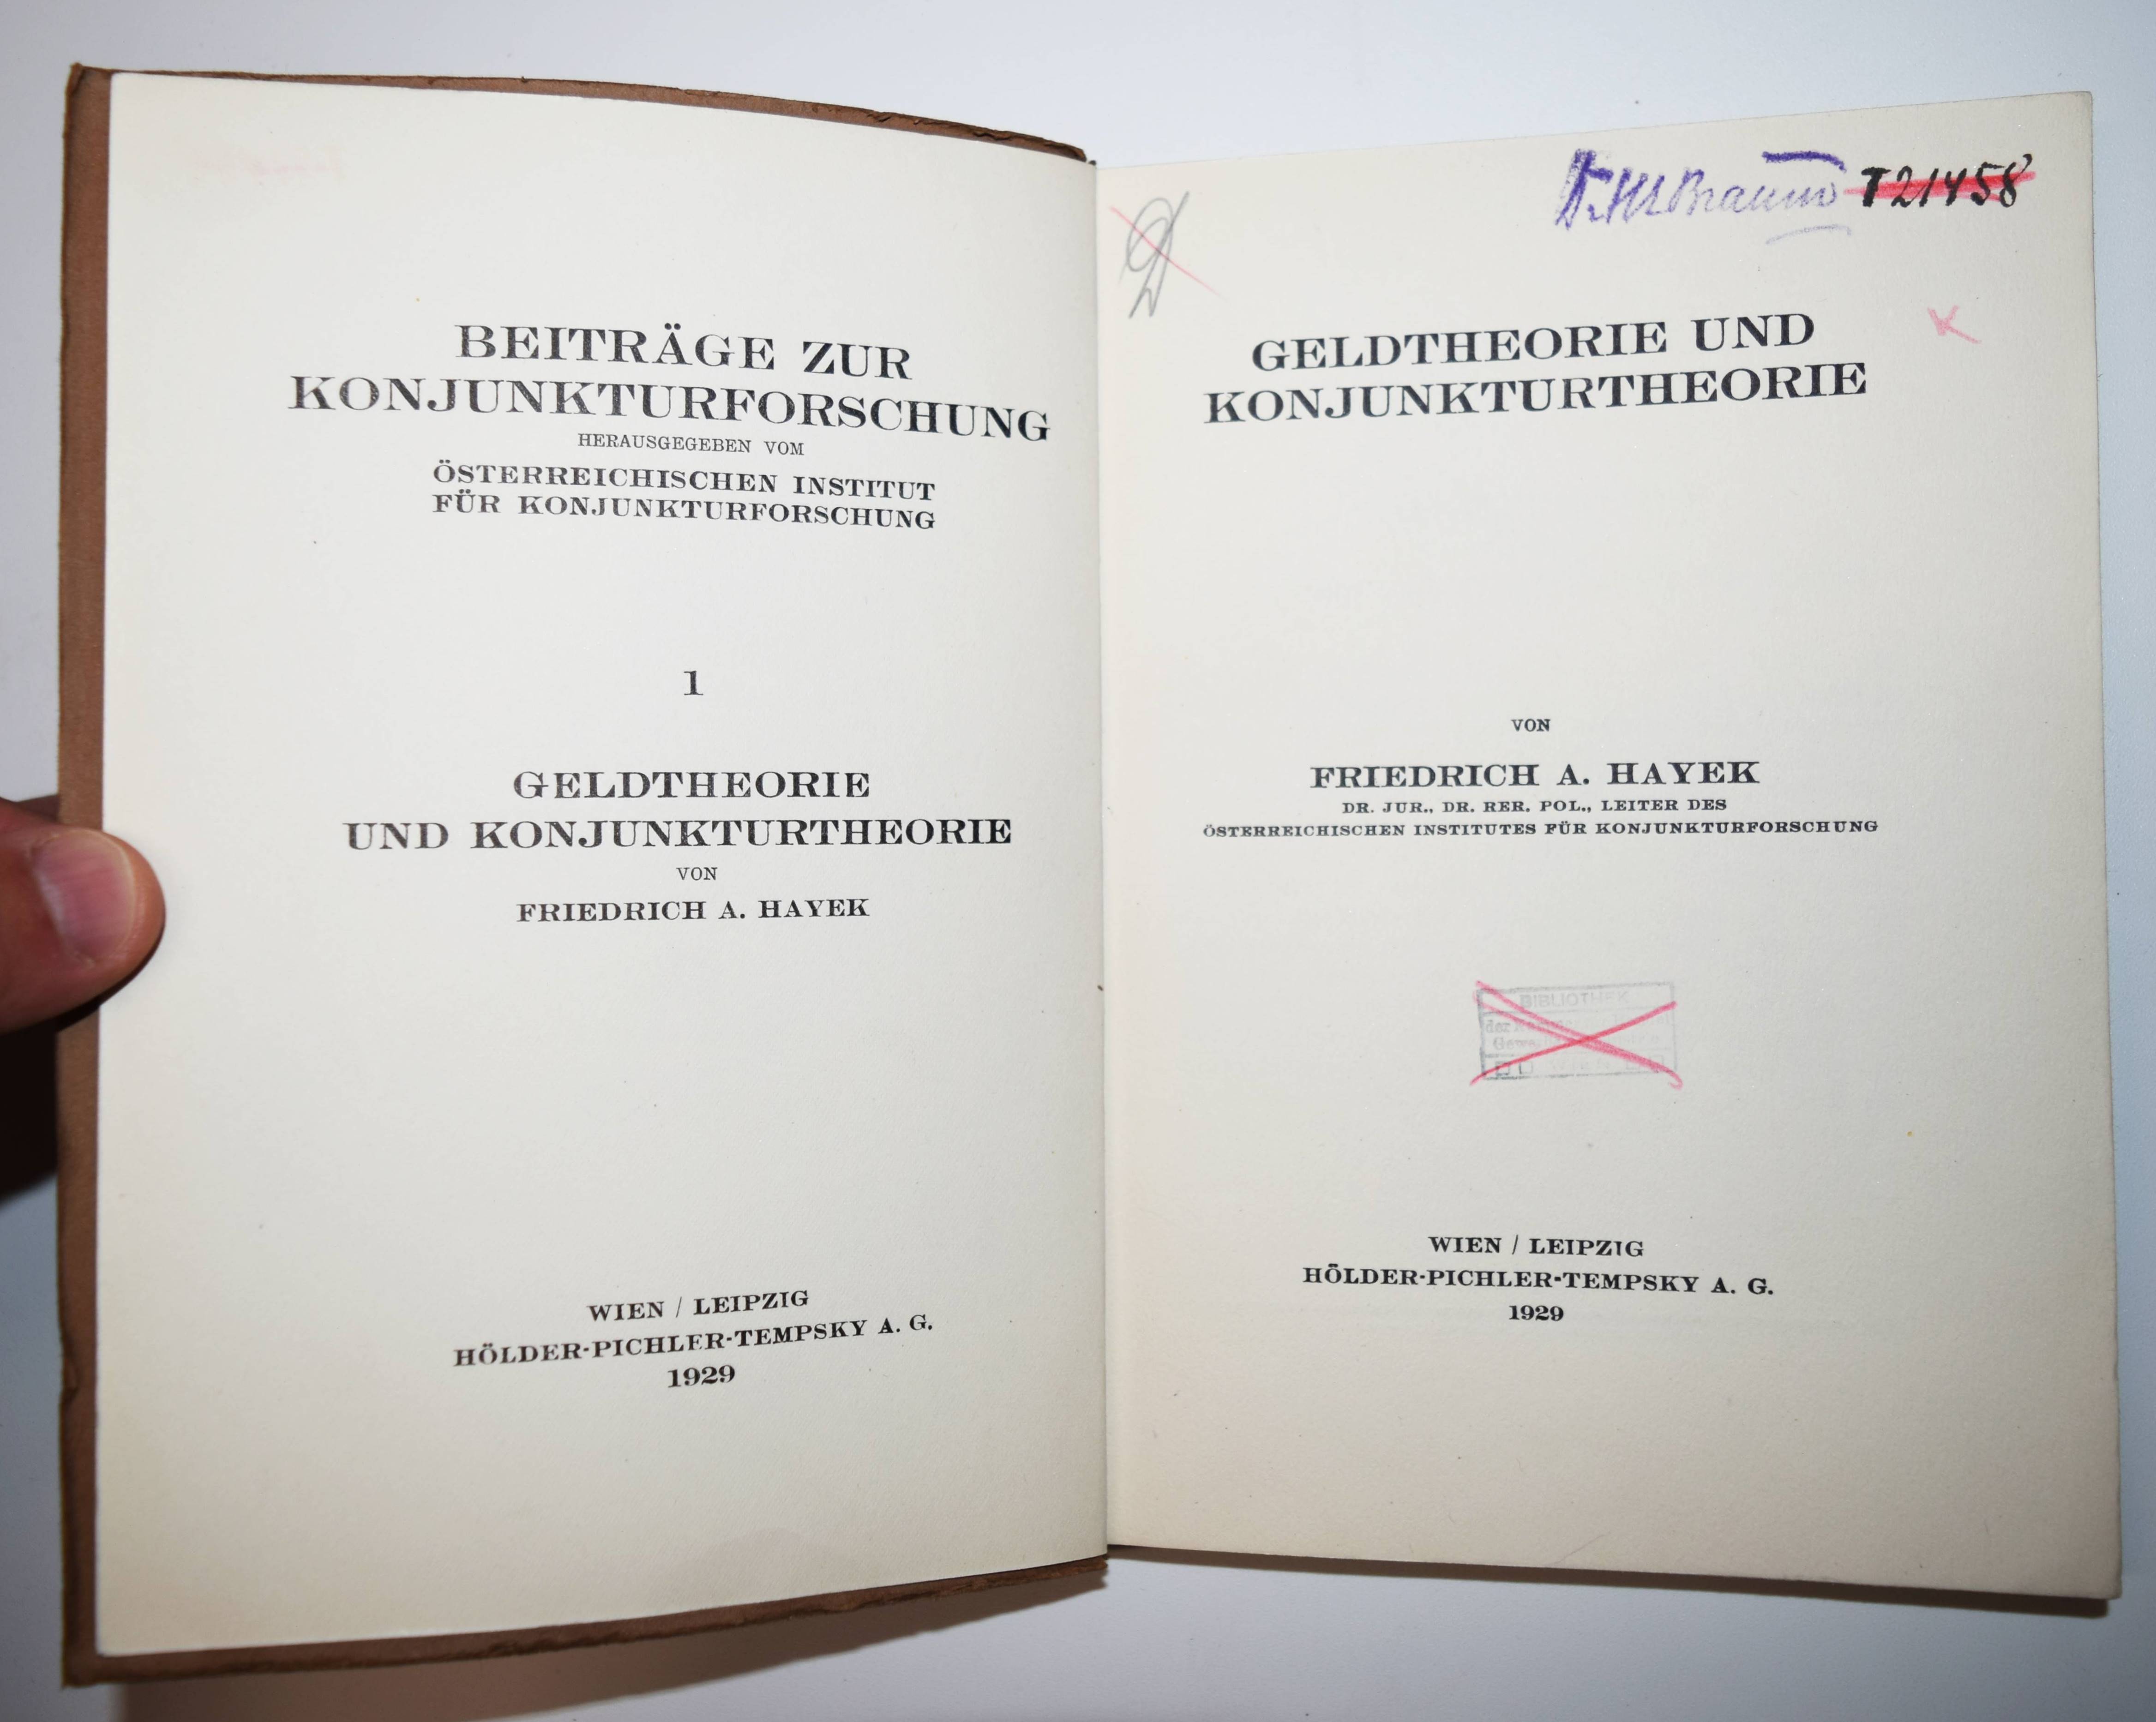 BEITRÄGE ZUR
KONJUNKTURFORSCHUNG
HERAUSGEGEBEN VOM
ÖSTERREICHISCHEN INSTITUT
FÜR KONJUNKTURFORSCHUNG
1
GELDTHEORIE
UND KONJUNKTURTHEORIE
VON
FRIEDRICH A. HAYEK
WIEN / LEIPZIG
HÖLDER-PICHLER-TEMPSKY A. G.
1929
T 21458
K
GELDTHEORIE UND
KONJUNKTURTHEORIE
VON
FRIEDRICH A. HAYEK
DR. JUR., DR. RER. POL., LEITER DES
ÖSTERREICHISCHEN INSTITUTES FÜR KONJUNKTURFORSCHUNG
BIBLIOTHEK
der
WIEN / LEIPZIG
HÖLDER-PICHLER-TEMPSKY A. G.
1929